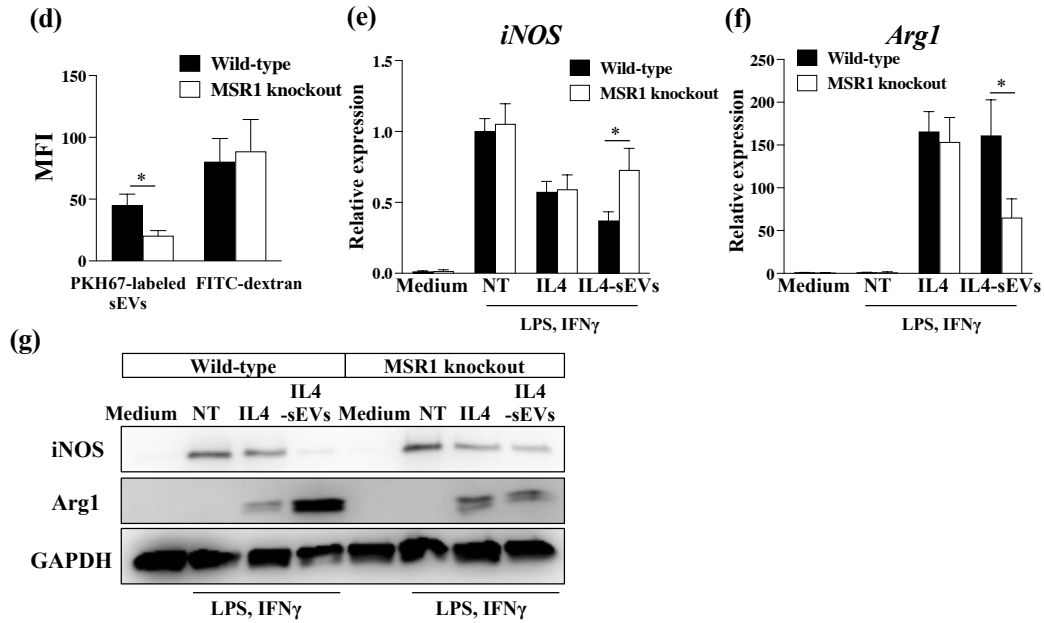 (d)
Wild-type
MSR1 knockout
MFI
150
100
50
0
*
PKH67-labeled
sEVs
FITC-dextran
(e)
iNOS
Wild-type
MSR1 knockout
Relative expression
1.5
1.0
0.5
0.0
*
Medium NT IL4 IL4-sEVs
LPS, IFNγ
(f)
Arg1
Wild-type
MSR1 knockout
Relative expression
250
200
150
100
50
0
*
Medium NT IL4 IL4-sEVs
LPS, IFNγ
(g)
Wild-type MSR1 knockout
Medium NT IL4 IL4
-sEVs
Medium NT IL4 IL4
-sEVs
iNOS
Arg1
GAPDH
LPS, IFNγ LPS, IFNγ